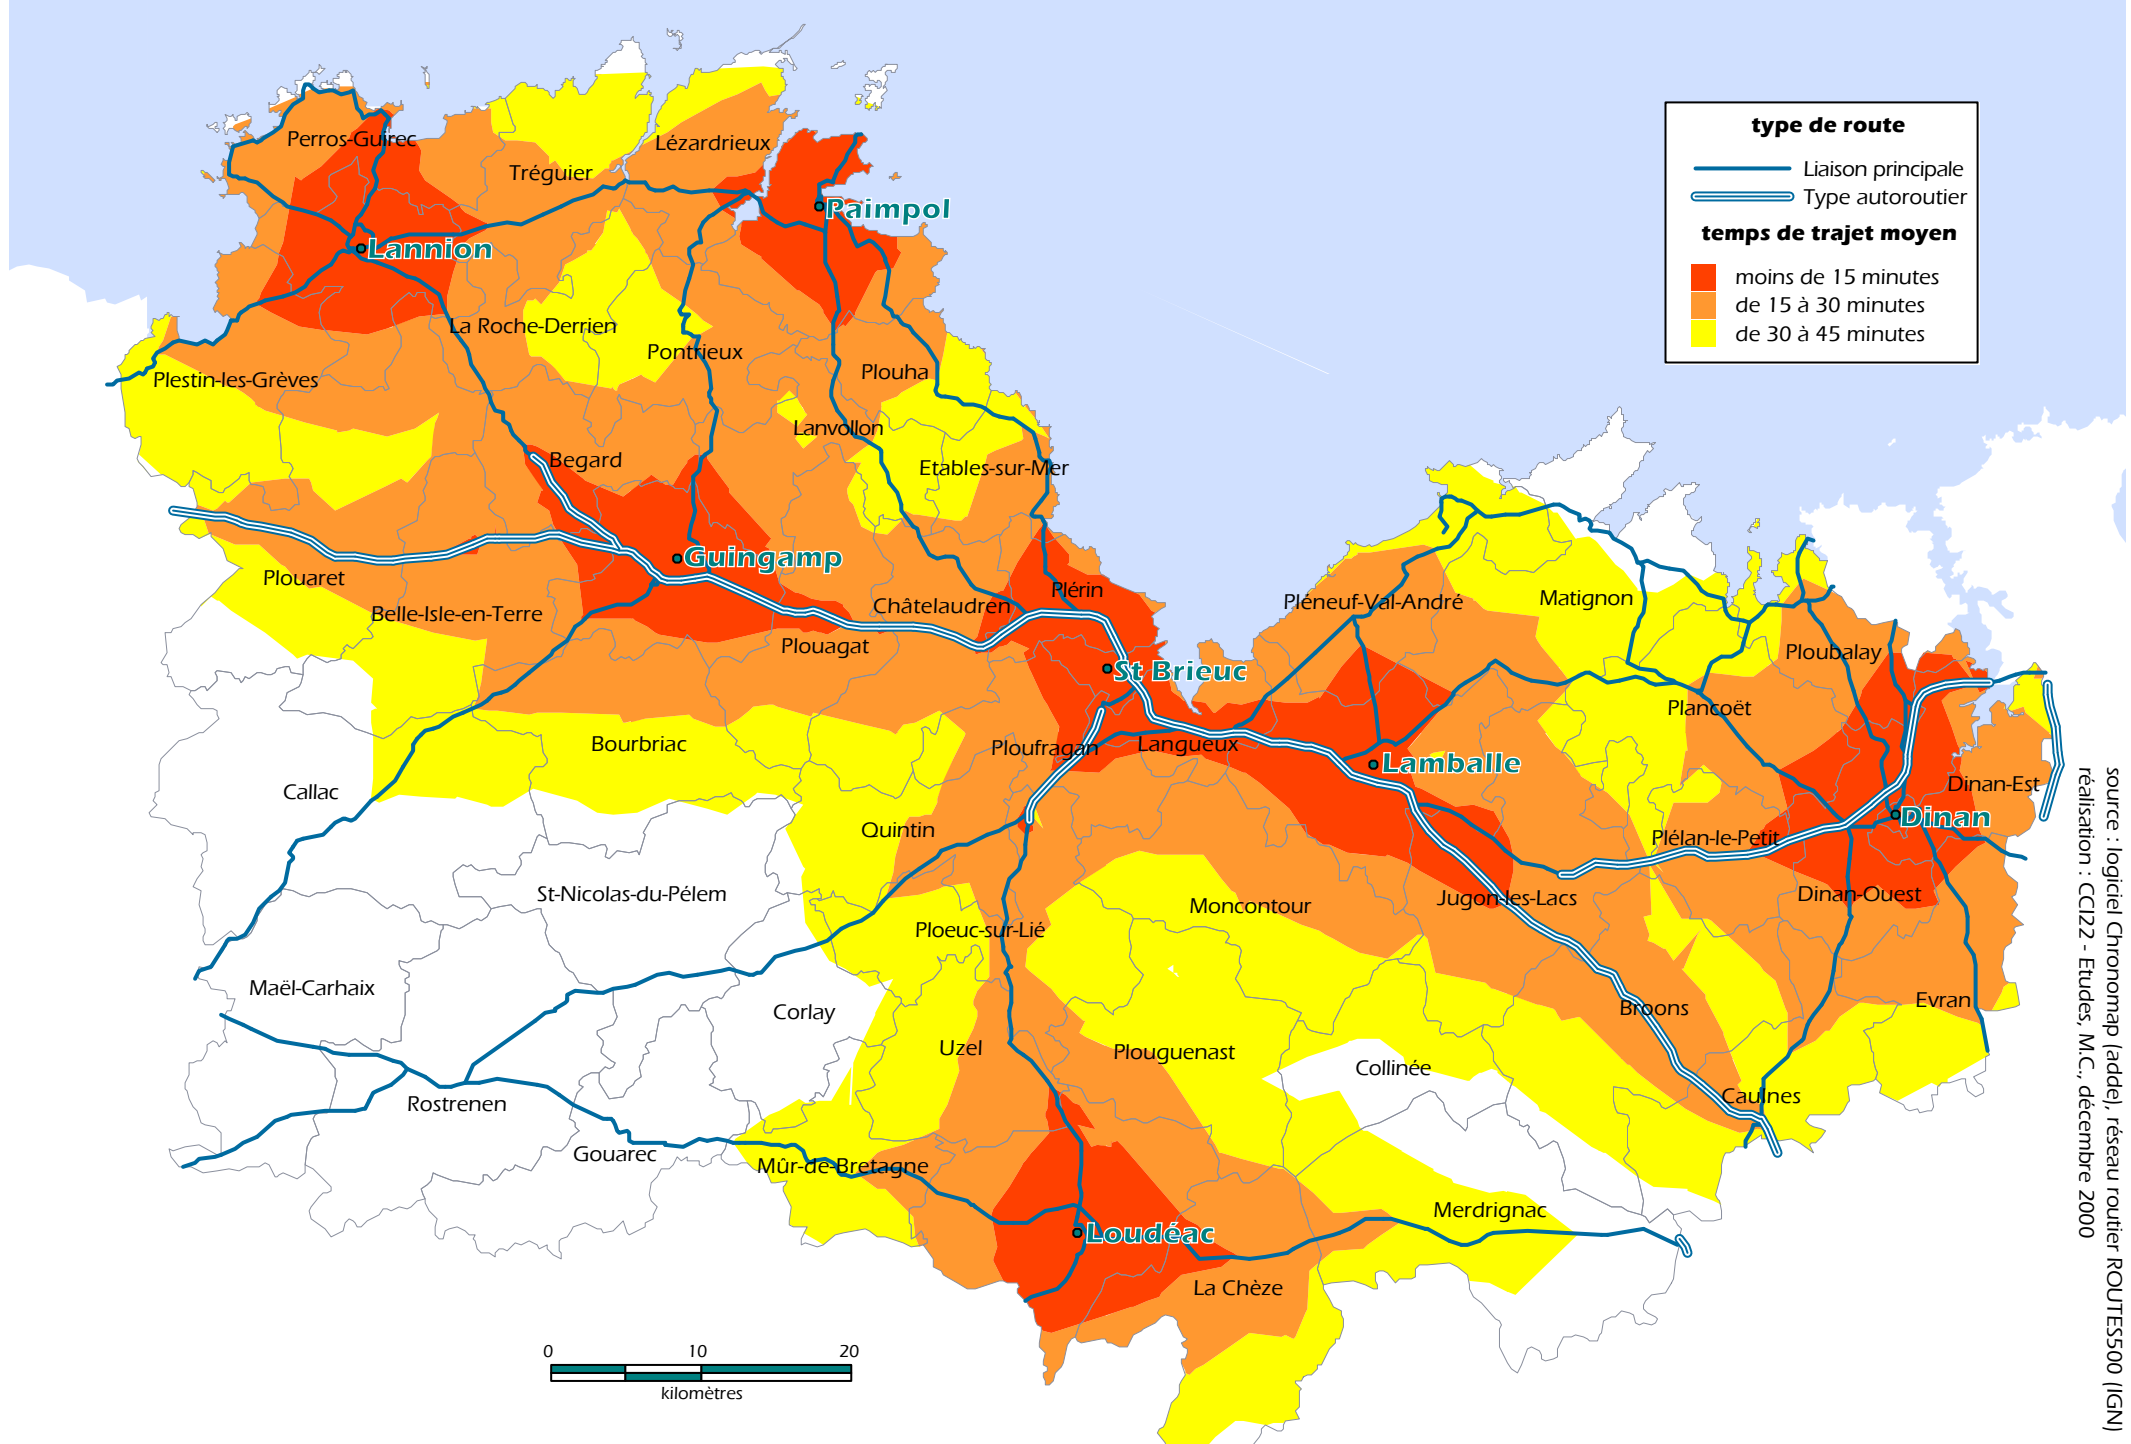 type de route
Liaison principale
Type autoroutier
temps de trajet moyen
moins de 15 minutes
de 15 à 30 minutes
de 30 à 45 minutes
Perros-Guirec
Lézardrieux
Tréguier
Paimpol
Lannion
La Roche-Derrien
Pontrieux
Plouha
Plestin-les-Grèves
Lanvollon
Begard
Etables-sur-Mer
Guingamp
Plouaret
Plérin
Pléneuf-Val-André
Matignon
Belle-Isle-en-Terre
Châtelaudren
Plouagat
Ploubalay
St Brieuc
Plancoët
Bourbriac
Ploufragan
Langueux
Lamballe
Callac
Dinan-Est
Quintin
Plélan-le-Petit
Dinan
St-Nicolas-du-Pélem
Moncontour
Jugon-les-Lacs
Dinan-Ouest
Ploeuc-sur-Lié
Maël-Carhaix
Corlay
Broons
Evran
Uzel
Plouguenast
Collinée
Rostrenen
Caulnes
Gouarec
Mûr-de-Bretagne
Merdrignac
Loudéac
La Chèze
0 10 20
kilomètres
source : logiciel Chronomap (adde), réseau routier ROUTES500 (IGN)
réalisation : CCI22 - Etudes, M.C., décembre 2000